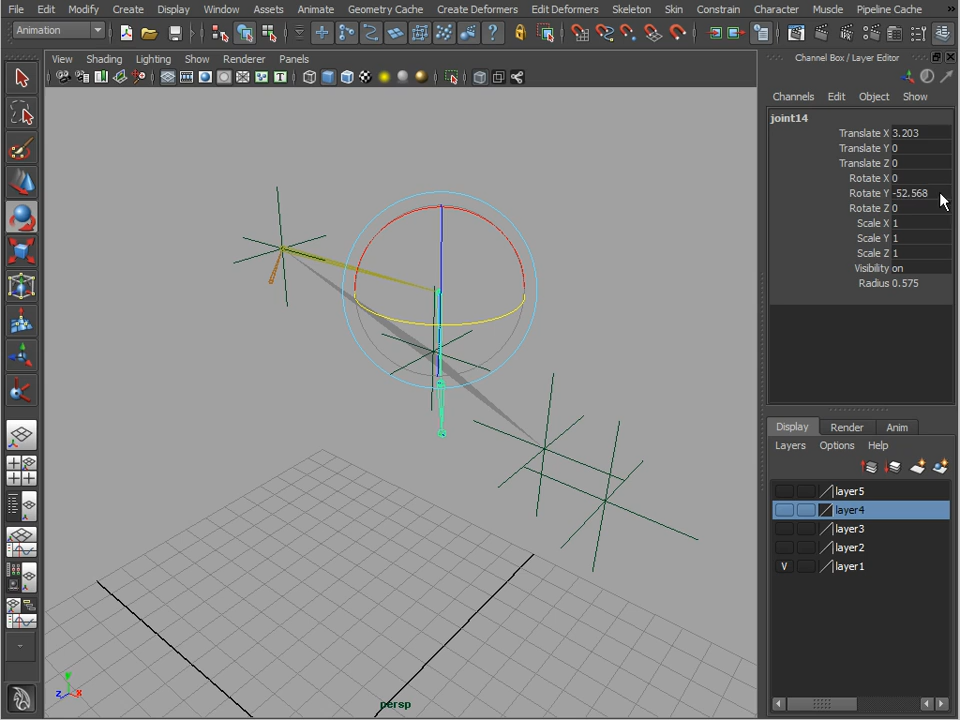 File Edit Modify Create Display Window Assets Animate Geometry Cache Create Deformers Edit Deformers Skeleton Skin Constrain Character Muscle Pipeline Cache »
Animation
View Shading Lighting Show Renderer Panels
Channel Box / Layer Editor
Channels Edit Object Show
joint14
Translate X 3.203
Translate Y 0
Translate Z 0
Rotate X 0
Rotate Y -52.568
Rotate Z 0
Scale X 1
Scale Y 1
Scale Z 1
Visibility on
Radius 0.575
Display Render Anim
Layers Options Help
layer5
layer4
layer3
layer2
V layer1
y
z x
persp